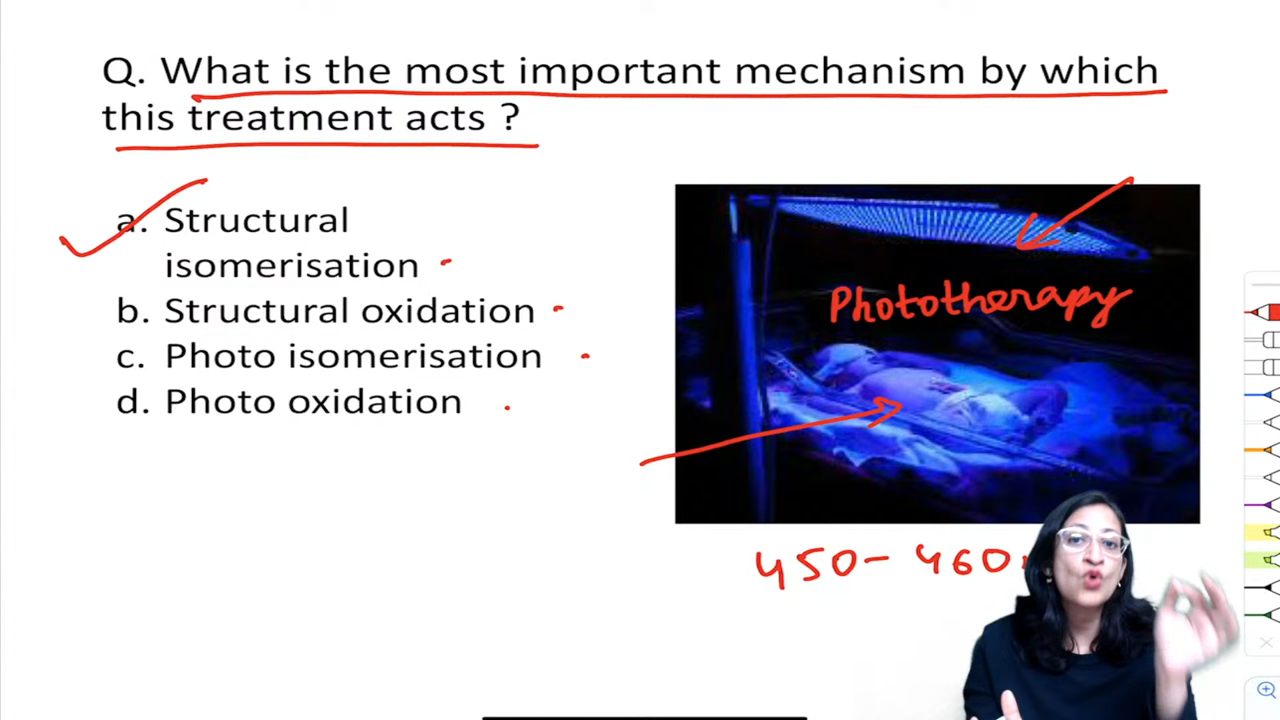 Q. What is the most important mechanism by which
this treatment acts ?
a. Structural
isomerisation
b. Structural oxidation
c. Photo isomerisation
d. Photo oxidation
Phototherapy
450-460